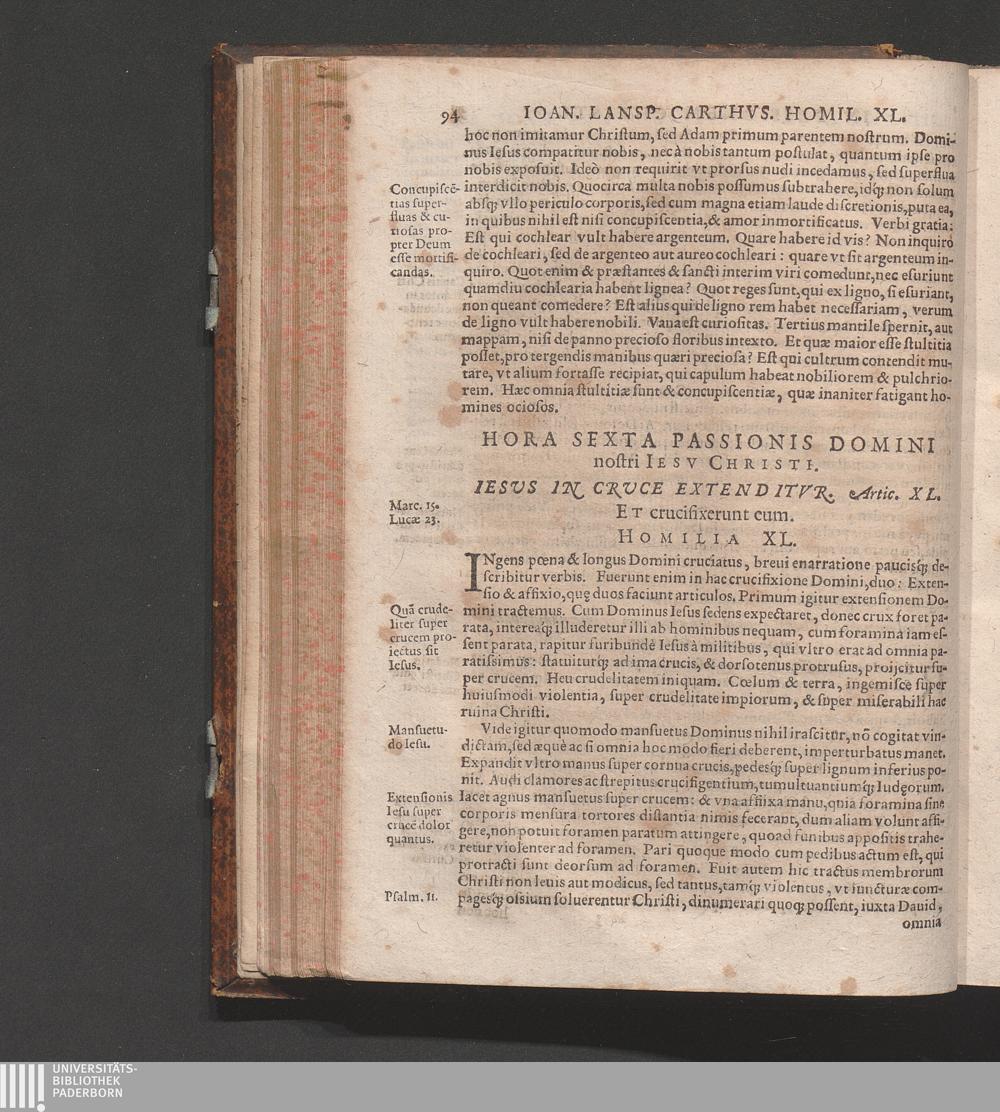 94 IOAN. LANSP. CARTHVS. HOMIL. XL.
hoc non imitamur Christum, sed Adam primum parentem nostrum. Domi-
nus Iesus compatitur nobis, nec à nobis tantum postulat, quantum ipse pro
nobis exposuit. Ideò non requirit vt prorsus nudi incedamus, sed superflua
interdicit nobis. Quocirca multa nobis possumus subtrahere, idq́; non solum
absq; vllo periculo corporis, sed cum magna etiam laude discretionis, puta ea,
in quibus nihil est nisi concupiscentia, & amor inmortificatus. Verbi gratia:
Est qui cochlear vult habere argenteum. Quare habere id vis? Non inquiro
de cochleari, sed de argenteo aut aureo cochleari: quare vt sit argenteum in-
quiro. Quot enim & præstantes & sancti interim viri comedunt, nec esuriunt
quamdiu cochlearia habent lignea? Quot reges sunt, qui ex ligno, si esuriant,
non queant comedere? Est alius qui de ligno rem habet necessariam, verum
de ligno vult habere nobili. Vana est curiositas. Tertius mantile spernit, aut
mappam, nisi de panno precioso floribus intexto. Et quæ maior esse stultitia
posset, pro tergendis manibus quæri preciosa? Est qui cultrum contendit mu-
tare, vt alium fortasse recipiat, qui capulum habeat nobiliorem & pulchrio-
rem. Hæc omnia stultitiæ sunt & concupiscentiæ, quæ inaniter fatigant ho-
mines ociosos.
Concupiscē-
tias super-
fluas & cu-
riosas pro-
pter Deum
esse mortifi-
candas.
HORA SEXTA PASSIONIS DOMINI
nostri IESV CHRISTI.
IESVS IN CRVCE EXTENDITVR. Artic. XL.
ET crucifixerunt eum.
HOMILIA XL.
Marc. 15.
Lucæ 23.
INgens pœna & longus Domini cruciatus, breui enarratione paucisq́; de-
scribitur verbis. Fuerunt enim in hac crucifixione Domini, duo: Exten-
sio & affixio, quę duos faciunt articulos. Primum igitur extensionem Do-
mini tractemus. Cum Dominus Iesus sedens expectaret, donec crux foret pa-
rata, intereaq́; illuderetur illi ab hominibus nequam, cum foramina iam es-
sent parata, rapitur furibundè Iesus à militibus, qui vltro erat ad omnia pa-
ratissimus: statuiturq́; ad ima crucis, & dorsotenus protrusus, proijcitur su-
per crucem. Heu crudelitatem iniquam. Cœlum & terra, ingemisce super
huiusmodi violentia, super crudelitate impiorum, & super miserabili hac
ruina Christi.
Quā crude-
liter super
crucem pro-
iectus sit
Iesus.
Vide igitur quomodo mansuetus Dominus nihil irascitur, nō cogitat vin-
dictam, sed æquè ac si omnia hoc modo fieri deberent, imperturbatus manet.
Expandit vltro manus super cornua crucis, pedesq́; super lignum inferius po-
nit. Audi clamores ac strepitus crucifigentium, tumultuantiumq́; Iudęorum.
Iacet agnus mansuetus super crucem: & vna affixa manu, quia foramina sine
corporis mensura tortores distantia nimis fecerant, dum aliam volunt affi-
gere, non potuit foramen paratum attingere, quoad funibus appositis trahe-
retur violenter ad foramen. Pari quoque modo cum pedibus actum est, qui
protracti sunt deorsum ad foramen. Fuit autem hic tractus membrorum
Christi non leuis aut modicus, sed tantus, tamq́; violentus, vt iuncturæ com-
pagesq́; ossium soluerentur Christi, dinumerari quoq; possent, iuxta Dauid,
omnia
Mansuetu-
do Iesu.
Extensionis
Iesu super
crucē dolor
quantus.
Psalm. 21.
UNIVERSITÄTS-
BIBLIOTHEK
PADERBORN